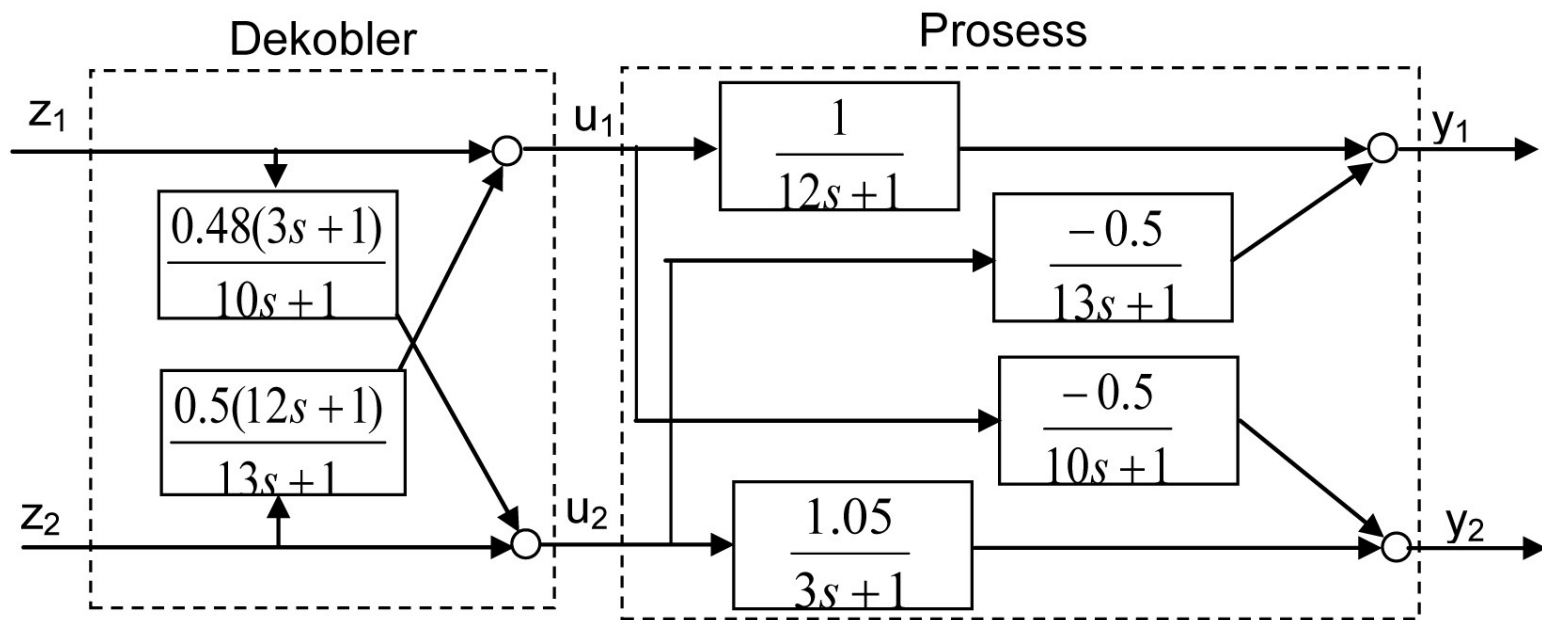 Dekobler
Prosess
z1
u1
1
12s + 1
y1
0.48(3s + 1)
10s + 1
− 0.5
13s + 1
0.5(12s + 1)
13s + 1
− 0.5
10s + 1
z2
u2
1.05
3s + 1
y2